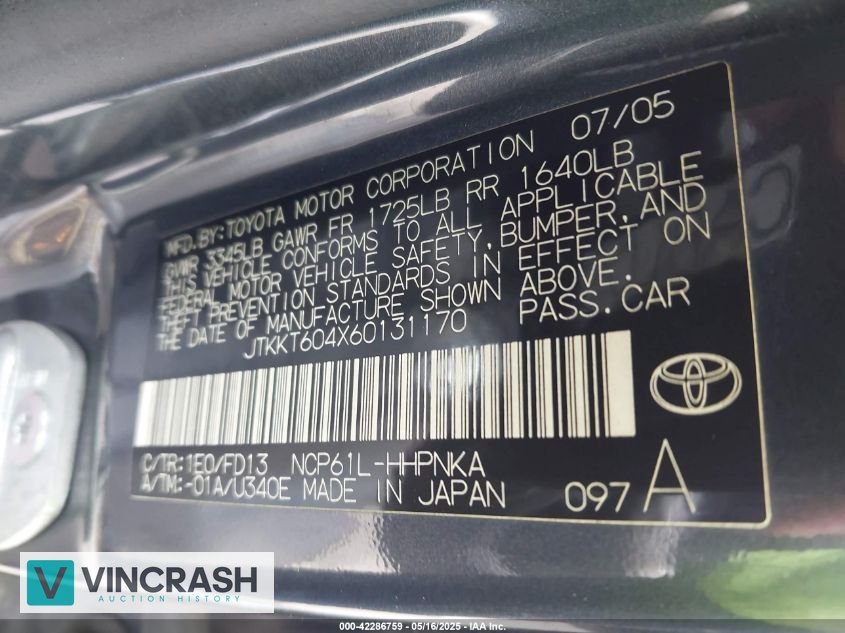 MFD.BY:TOYOTA MOTOR CORPORATION 07/05
GVWR 3345LB GAWR FR 1725LB RR 1640LB
THIS VEHICLE CONFORMS TO ALL APPLICABLE
FEDERAL MOTOR VEHICLE SAFETY,BUMPER,AND
THEFT PREVENTION STANDARDS IN EFFECT ON
THE DATE OF MANUFACTURE SHOWN ABOVE.
JTKKT604X60131170 PASS.CAR
C/TR:1E0/FD13 NCP61L-HHPNKA
A/TM:-01A/U340E MADE IN JAPAN 097 A
V VINCRASH
AUCTION HISTORY
000-42286759 - 05/16/2025 - IAA Inc.